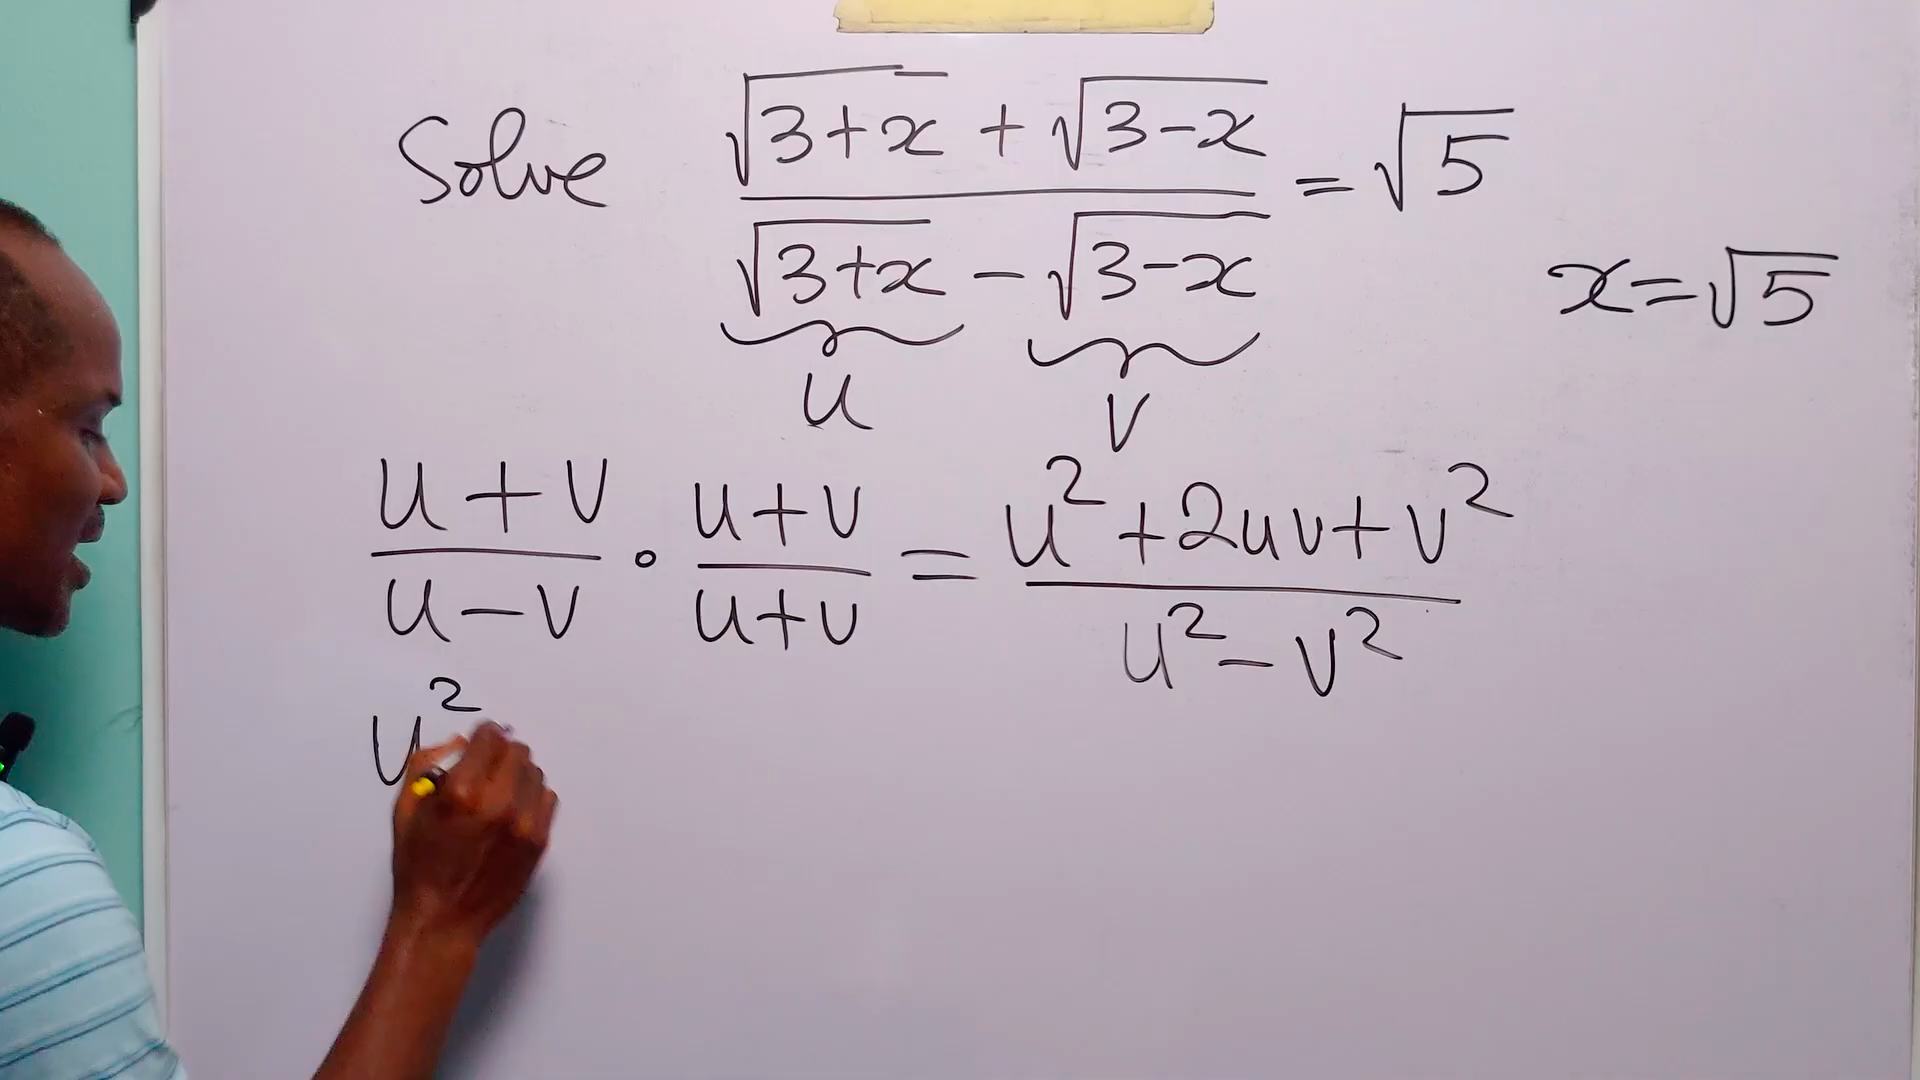 Solve (√(3+x) + √(3-x)) / (√(3+x) - √(3-x)) = √5
x = √5
u v
(u+v)/(u-v) · (u+v)/(u+v) = (u²+2uv+v²)/(u²-v²)
u²